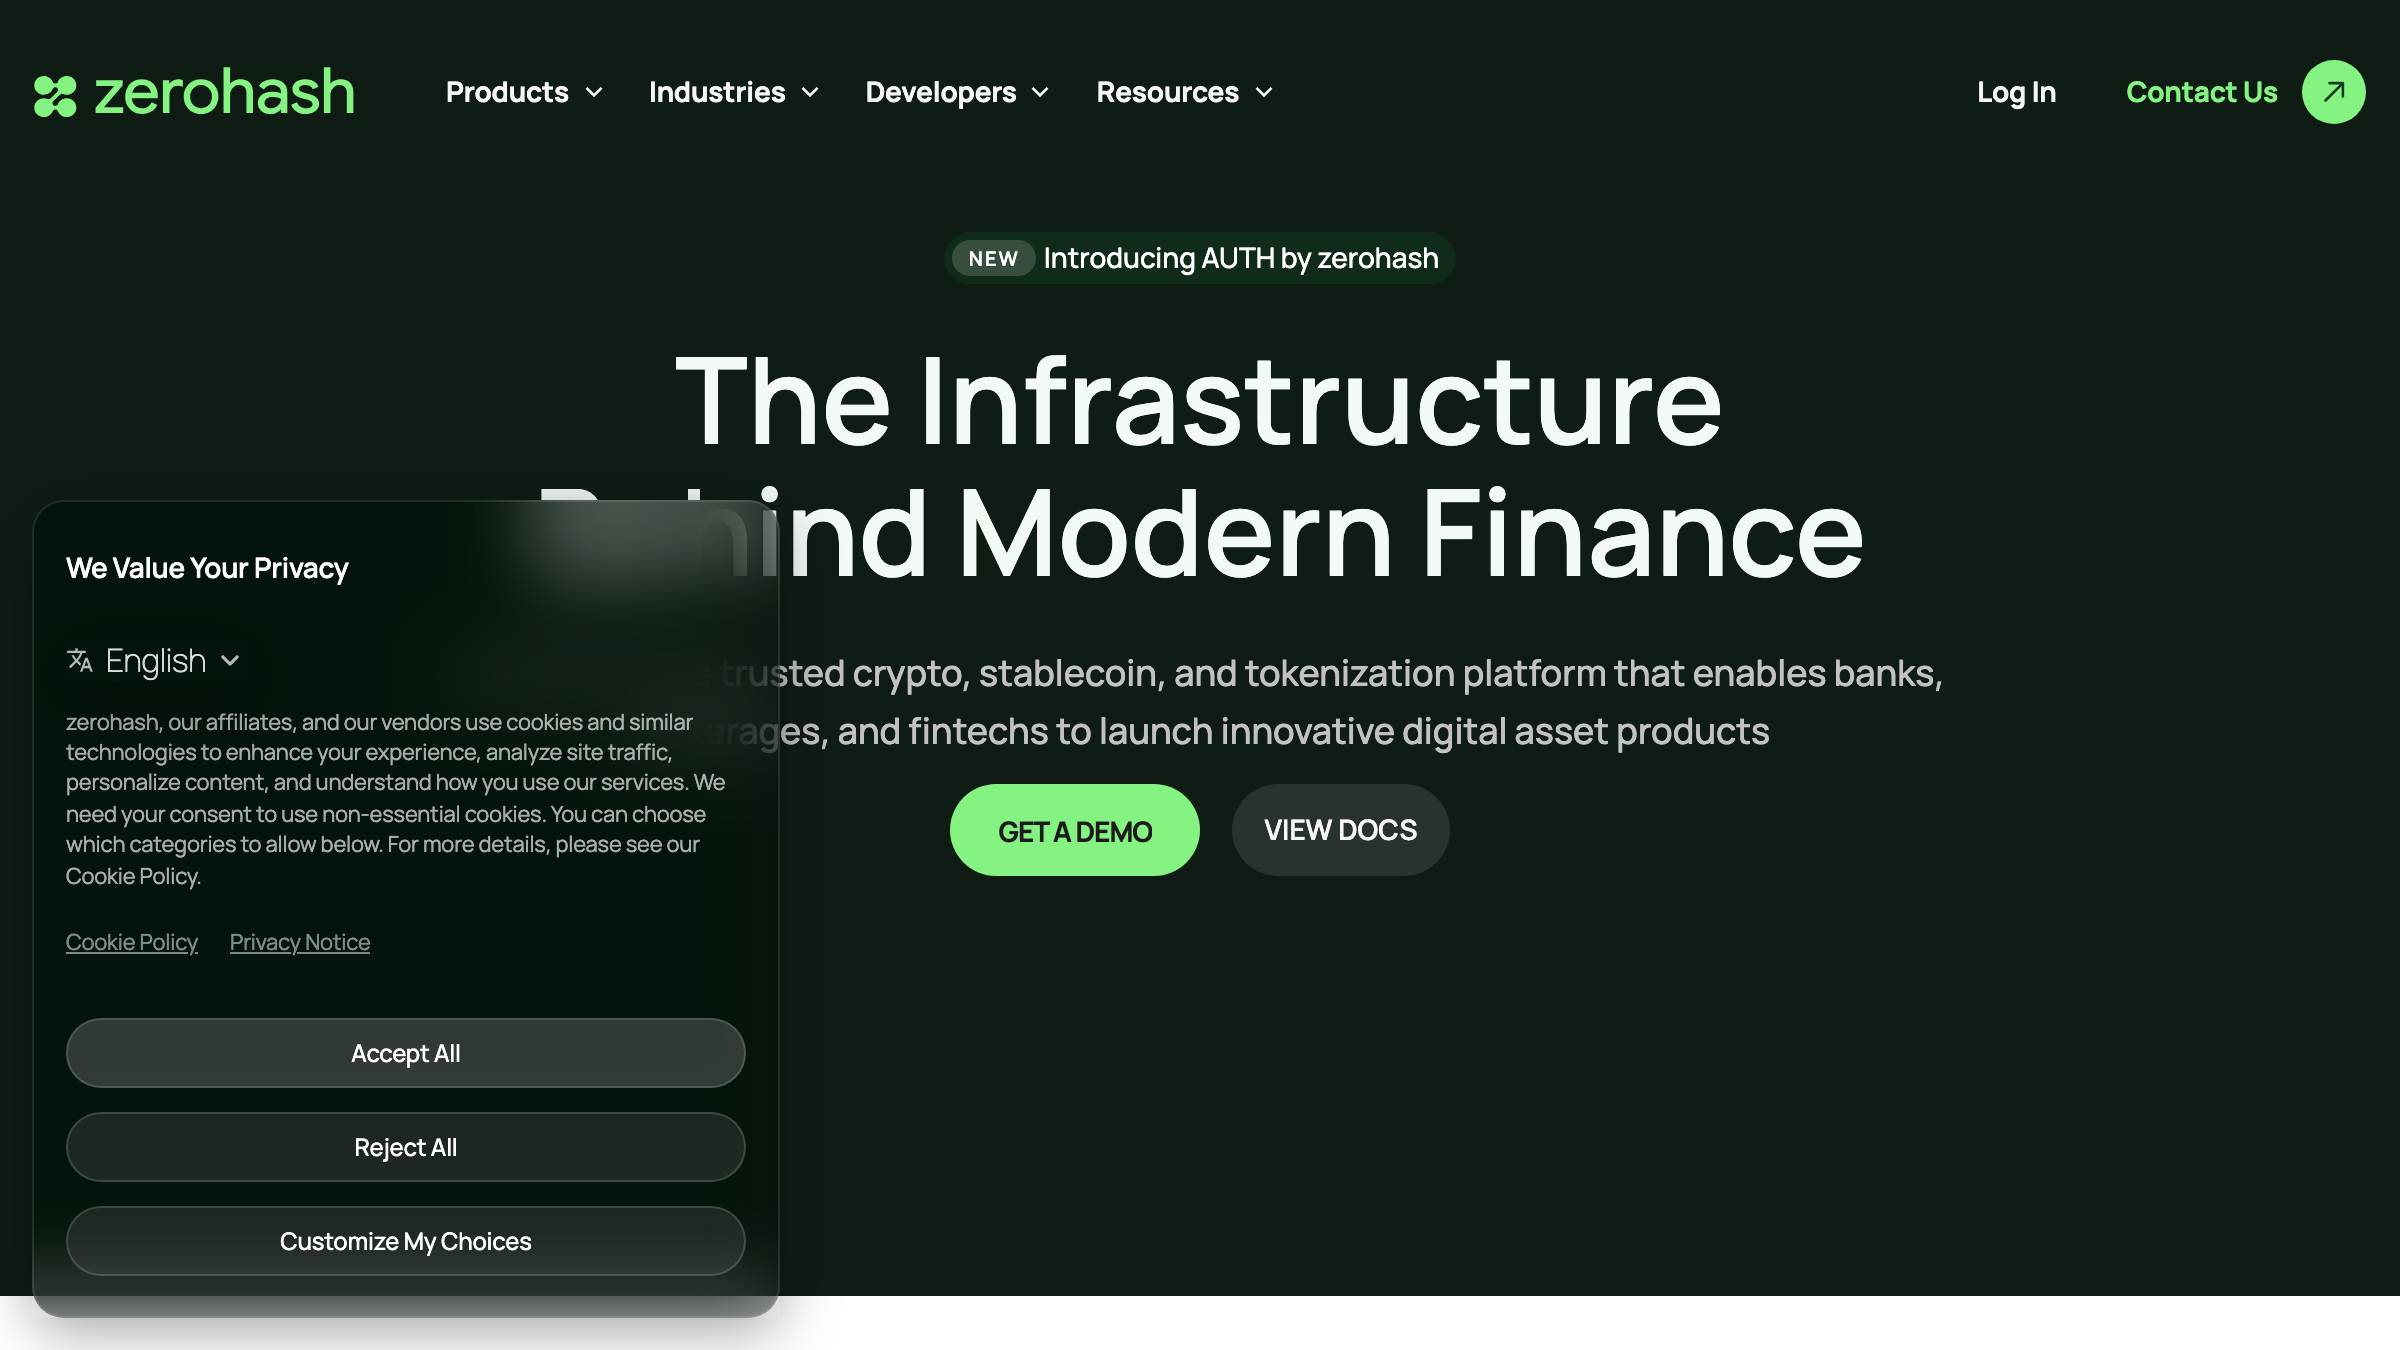 zerohash
Products
Industries
Developers
Resources
Log In
Contact Us
NEW Introducing AUTH by zerohash
The Infrastructure
Behind Modern Finance
trusted crypto, stablecoin, and tokenization platform that enables banks,
and fintechs to launch innovative digital asset products
GET A DEMO
VIEW DOCS
We Value Your Privacy
English
zerohash, our affiliates, and our vendors use cookies and similar
technologies to enhance your experience, analyze site traffic,
personalize content, and understand how you use our services. We
need your consent to use non-essential cookies. You can choose
which categories to allow below. For more details, please see our
Cookie Policy.
Cookie Policy
Privacy Notice
Accept All
Reject All
Customize My Choices